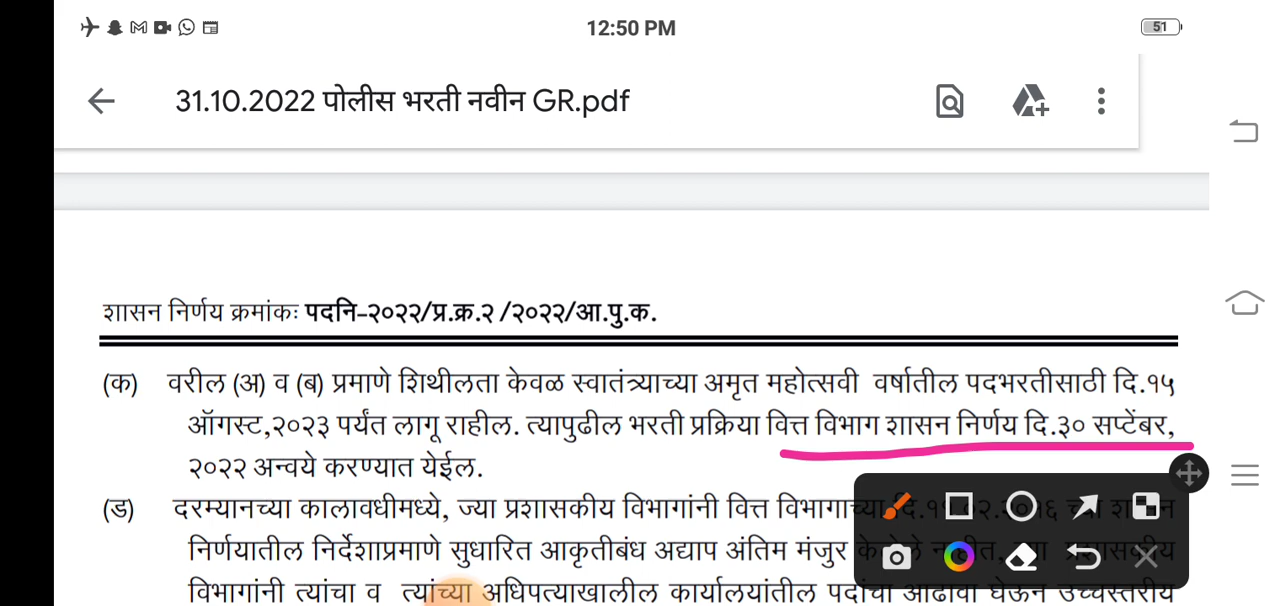 12:50 PM
51
31.10.2022 पोलीस भरती नवीन GR.pdf
शासन निर्णय क्रमांकः पदनि-२०२२/प्र.क्र.२ /२०२२/आ.पु.क.
(क) वरील (अ) व (ब) प्रमाणे शिथीलता केवळ स्वातंत्र्याच्या अमृत महोत्सवी वर्षातील पदभरतीसाठी दि.१५
ऑगस्ट,२०२३ पर्यंत लागू राहील. त्यापुढील भरती प्रक्रिया वित्त विभाग शासन निर्णय दि.३० सप्टेंबर,
२०२२ अन्वये करण्यात येईल.
(ड) दरम्यानच्या कालावधीमध्ये, ज्या प्रशासकीय विभागांनी वित्त विभागाच्या
निर्णयातील निर्देशाप्रमाणे सुधारित आकृतीबंध अद्याप अंतिम मंजुर
विभागांनी त्यांचा व त्यांच्या अधिपत्याखालील कार्यालयांतील पदांचा आढावा घेऊन उच्चस्तरीय